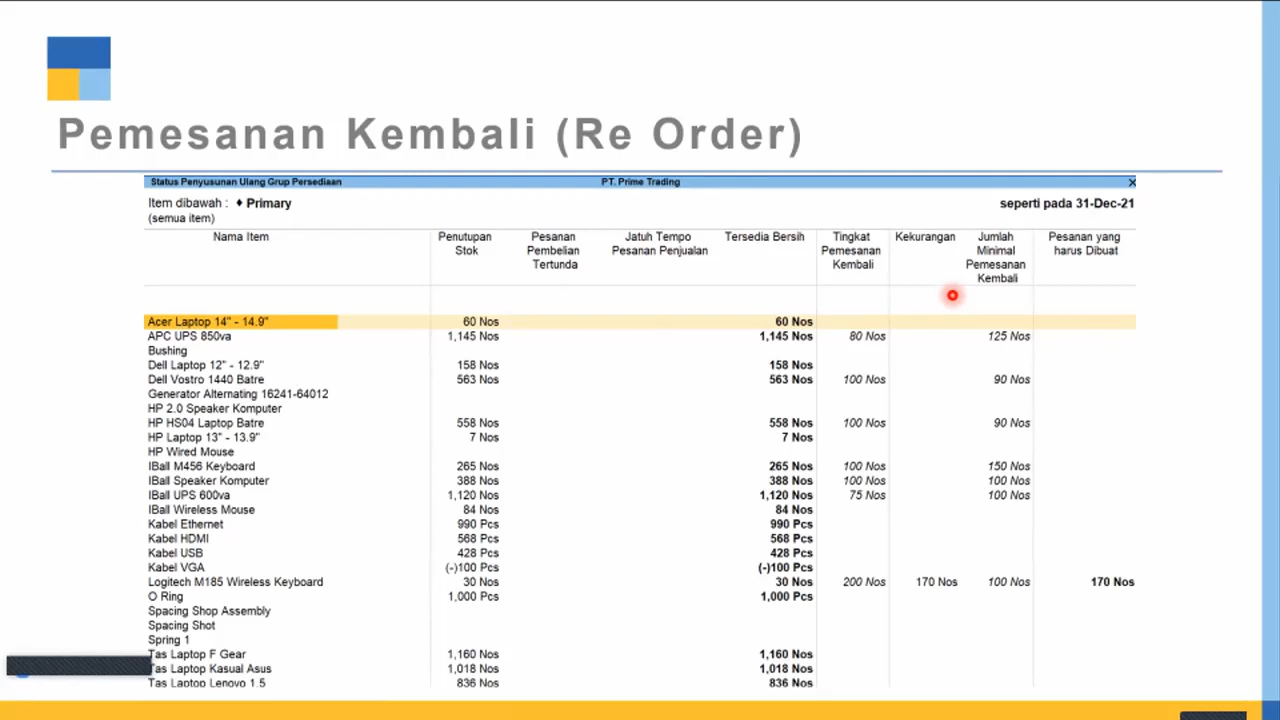 Pemesanan Kembali (Re Order)
Status Penyusunan Ulang Grup Persediaan PT. Prime Trading X
Item dibawah : ♦ Primary seperti pada 31-Dec-21
(semua item)
Nama Item Penutupan Pesanan Jatuh Tempo Tersedia Bersih Tingkat Kekurangan Jumlah Pesanan yang
Stok Pembelian Pesanan Penjualan Pemesanan Minimal harus Dibuat
Tertunda Kembali Pemesanan
Kembali
Acer Laptop 14" - 14.9" 60 Nos 60 Nos
APC UPS 850va 1,145 Nos 1,145 Nos 80 Nos 125 Nos
Bushing
Dell Laptop 12" - 12.9" 158 Nos 158 Nos
Dell Vostro 1440 Batre 563 Nos 563 Nos 100 Nos 90 Nos
Generator Alternating 16241-64012
HP 2.0 Speaker Komputer
HP HS04 Laptop Batre 558 Nos 558 Nos 100 Nos 90 Nos
HP Laptop 13" - 13.9" 7 Nos 7 Nos
HP Wired Mouse
IBall M456 Keyboard 265 Nos 265 Nos 100 Nos 150 Nos
IBall Speaker Komputer 388 Nos 388 Nos 100 Nos 100 Nos
IBall UPS 600va 1,120 Nos 1,120 Nos 75 Nos 100 Nos
IBall Wireless Mouse 84 Nos 84 Nos
Kabel Ethernet 990 Pcs 990 Pcs
Kabel HDMI 568 Pcs 568 Pcs
Kabel USB 428 Pcs 428 Pcs
Kabel VGA (-)100 Pcs (-)100 Pcs
Logitech M185 Wireless Keyboard 30 Nos 30 Nos 200 Nos 170 Nos 100 Nos 170 Nos
O Ring 1,000 Pcs 1,000 Pcs
Spacing Shop Assembly
Spacing Shot
Spring 1
Tas Laptop F Gear 1,160 Nos 1,160 Nos
Tas Laptop Kasual Asus 1,018 Nos 1,018 Nos
Tas Laptop Lenovo 1.5 836 Nos 836 Nos